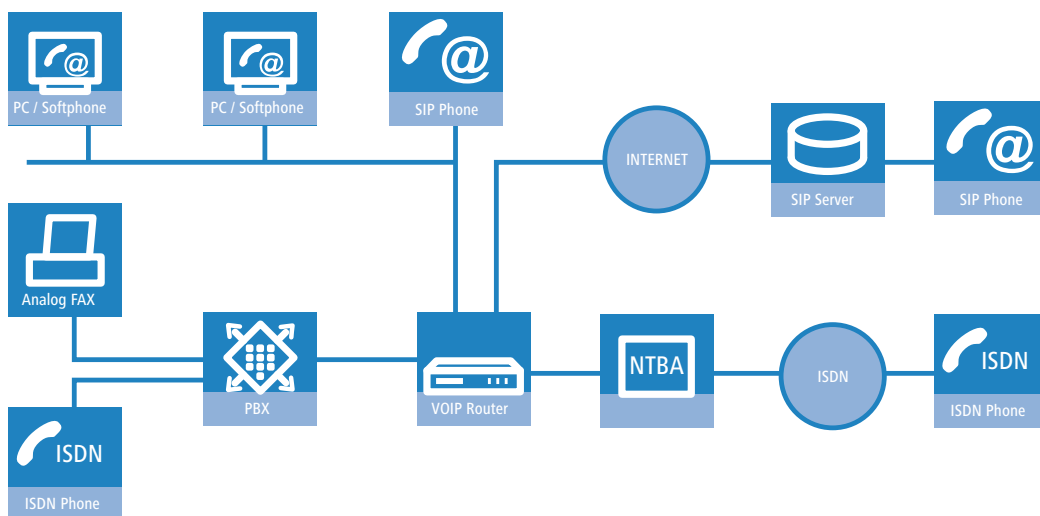 @
PC / Softphone
@
PC / Softphone
@
SIP Phone
INTERNET
SIP Server
@
SIP Phone
Analog FAX
PBX
VOIP Router
NTBA
ISDN
ISDN
ISDN Phone
ISDN
ISDN Phone